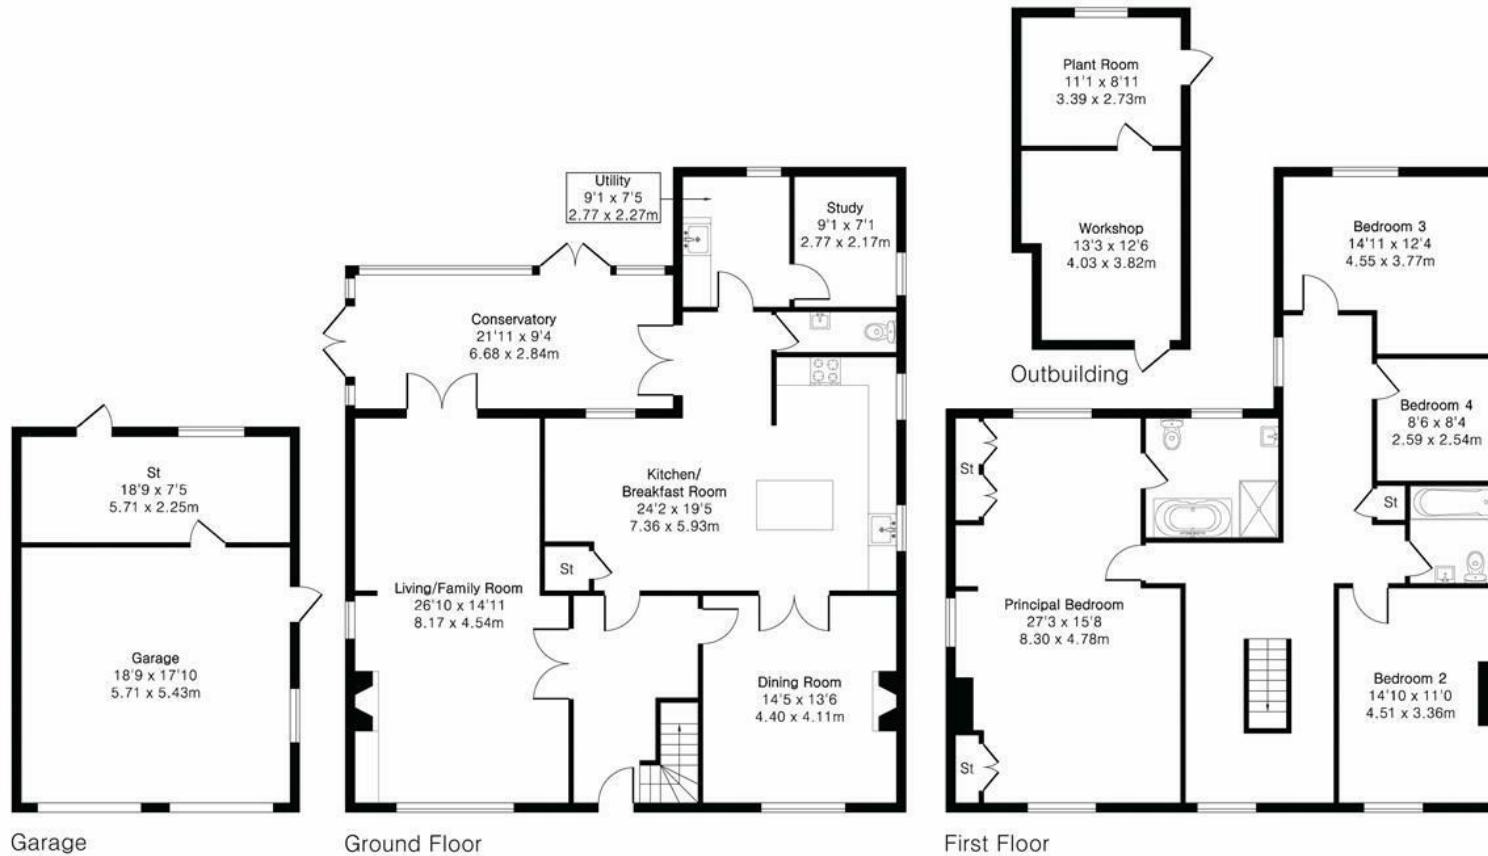 Plant Room
11'1 x 8'11
3.39 x 2.73m
Workshop
13'3 x 12'6
4.03 x 3.82m
Outbuilding
Utility
9'1 x 7'5
2.77 x 2.27m
Study
9'1 x 7'1
2.77 x 2.17m
Conservatory
21'11 x 9'4
6.68 x 2.84m
Kitchen/
Breakfast Room
24'2 x 19'5
7.36 x 5.93m
St
Living/Family Room
26'10 x 14'11
8.17 x 4.54m
Dining Room
14'5 x 13'6
4.40 x 4.11m
Ground Floor
St
18'9 x 7'5
5.71 x 2.25m
Garage
18'9 x 17'10
5.71 x 5.43m
Garage
Bedroom 3
14'11 x 12'4
4.55 x 3.77m
Bedroom 4
8'6 x 8'4
2.59 x 2.54m
St
St
Principal Bedroom
27'3 x 15'8
8.30 x 4.78m
Bedroom 2
14'10 x 11'0
4.51 x 3.36m
St
First Floor